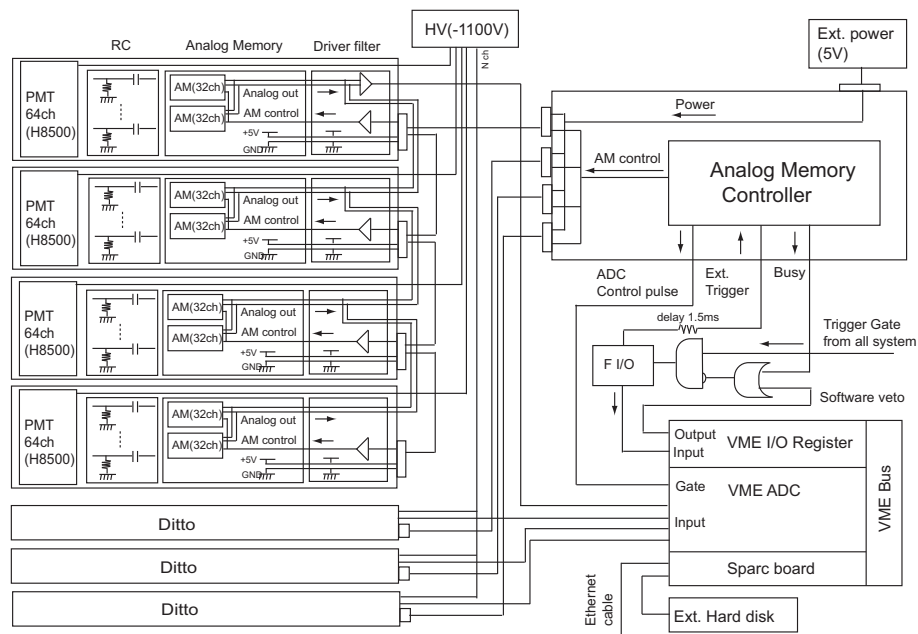 HV(-1100V)
N ch
Ext. power
(5V)
RC
Analog Memory
Driver filter
PMT
64ch
(H8500)
AM(32ch)
AM(32ch)
Analog out
AM control
+5V
GND
PMT
64ch
(H8500)
AM(32ch)
AM(32ch)
Analog out
AM control
+5V
GND
PMT
64ch
(H8500)
AM(32ch)
AM(32ch)
Analog out
AM control
+5V
GND
PMT
64ch
(H8500)
AM(32ch)
AM(32ch)
Analog out
AM control
+5V
GND
Ditto
Ditto
Ditto
Power
AM control
Analog Memory
Controller
ADC
Control pulse
Ext.
Trigger
Busy
delay 1.5ms
Trigger Gate
from all system
F I/O
Software veto
Output
Input
VME I/O Register
Gate
VME ADC
Input
VME Bus
Sparc board
Ethernet
cable
Ext. Hard disk